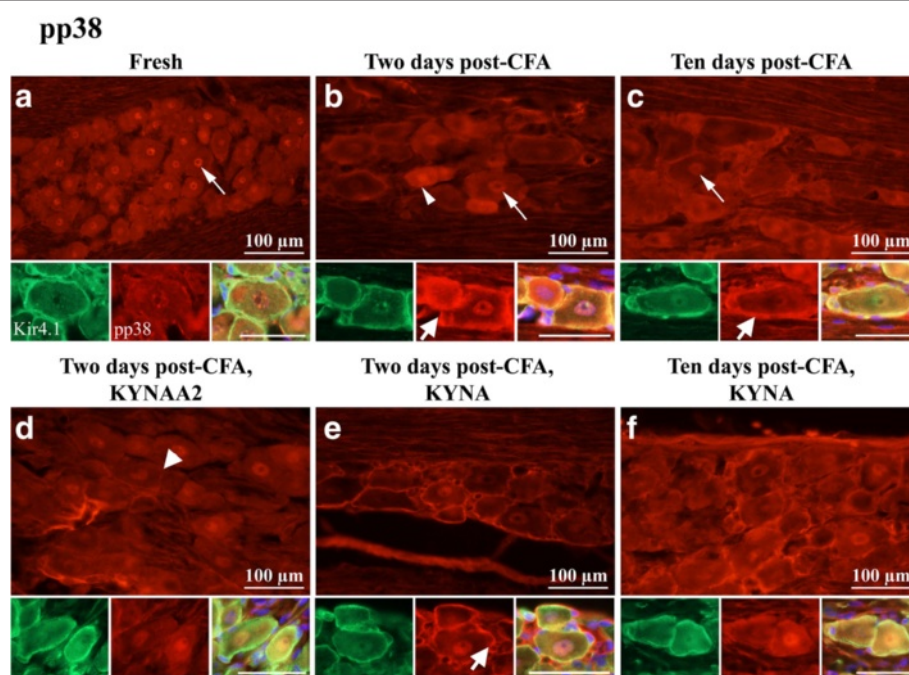 pp38
Fresh
Two days post-CFA
Ten days post-CFA
a
b
c
100 µm
100 µm
100 µm
Kir4.1
pp38
Two days post-CFA,
KYNAA2
Two days post-CFA,
KYNA
Ten days post-CFA,
KYNA
d
e
f
100 µm
100 µm
100 µm